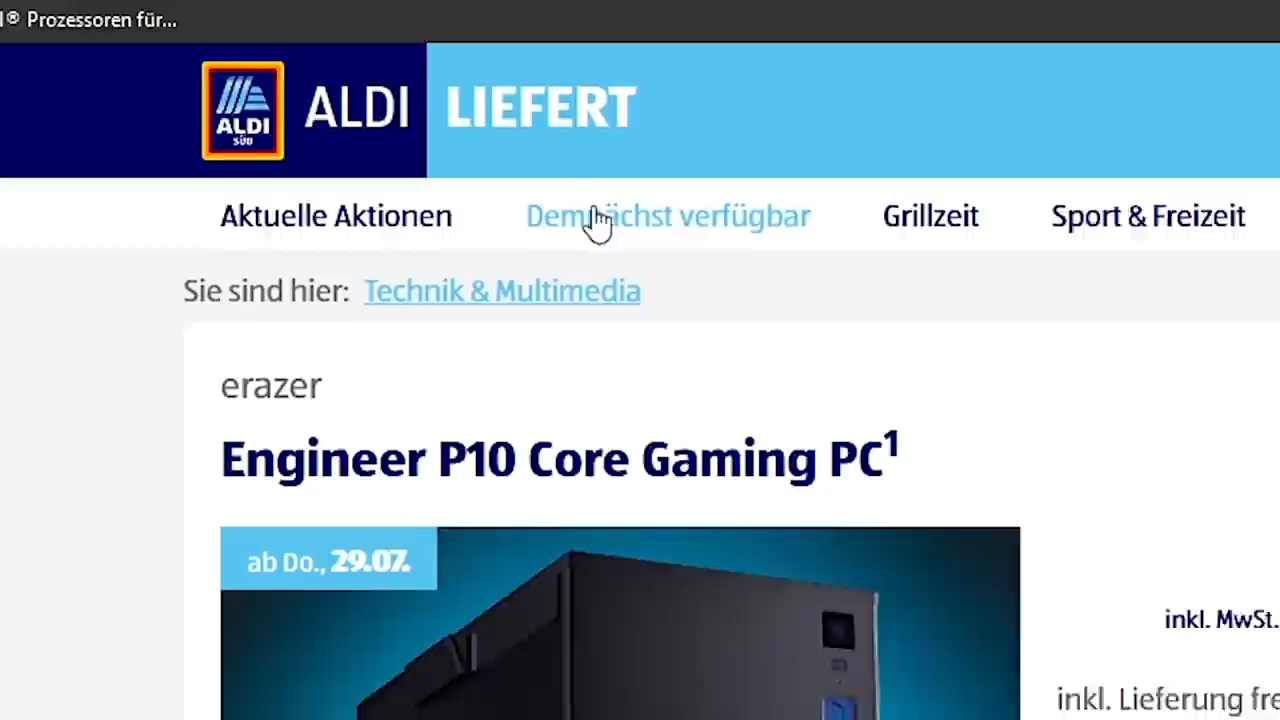 ® Prozessoren für...
ALDI
SÜD
ALDI LIEFERT
Aktuelle Aktionen Demnächst verfügbar Grillzeit Sport & Freizeit
Sie sind hier: Technik & Multimedia
erazer
Engineer P10 Core Gaming PC¹
ab Do., 29.07.
inkl. MwSt.
inkl. Lieferung